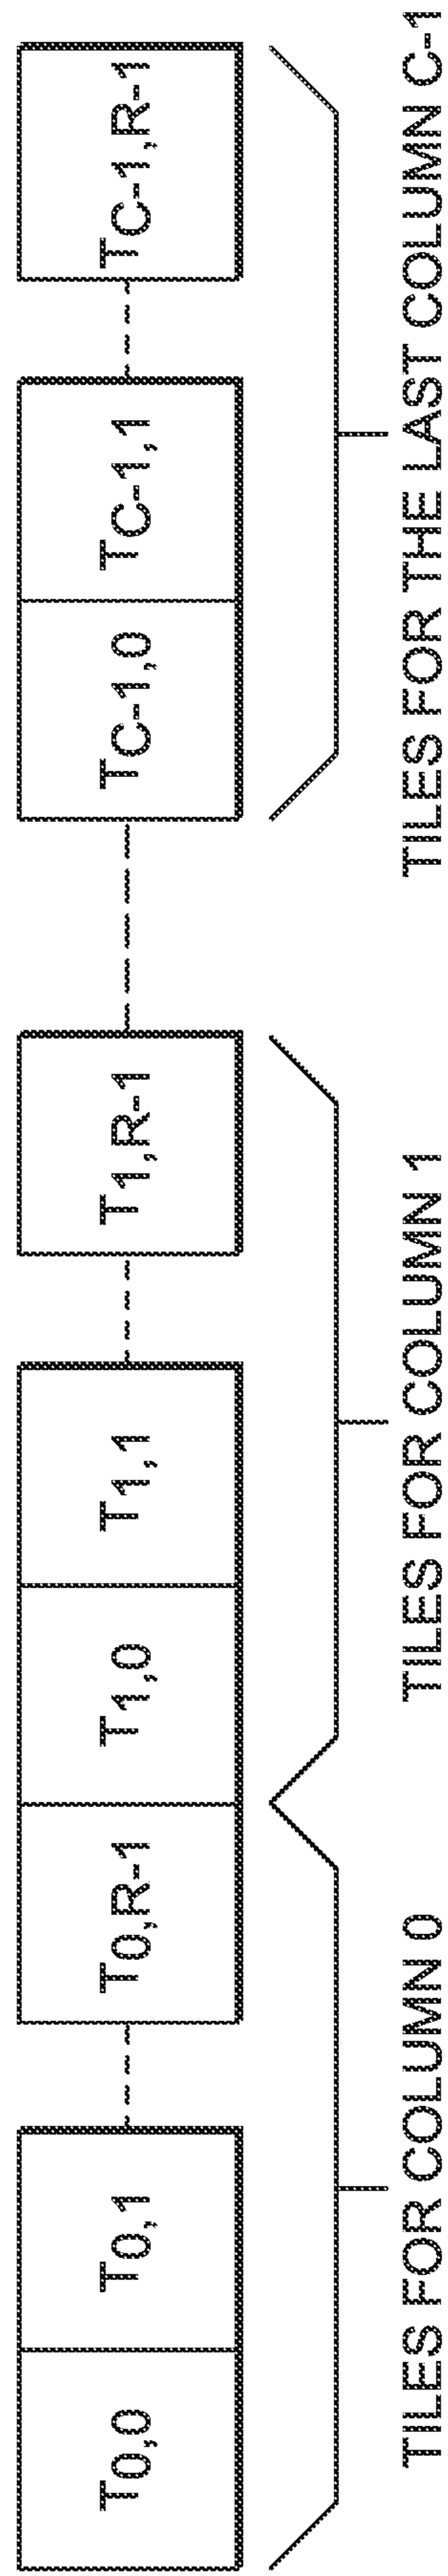 T0,0
T0,1
T0,R-1
T1,0
T1,1
T1,R-1
TC-1,0
TC-1,1
TC-1,R-1
TILES FOR COLUMN 0
TILES FOR COLUMN 1
TILES FOR THE LAST COLUMN C-1